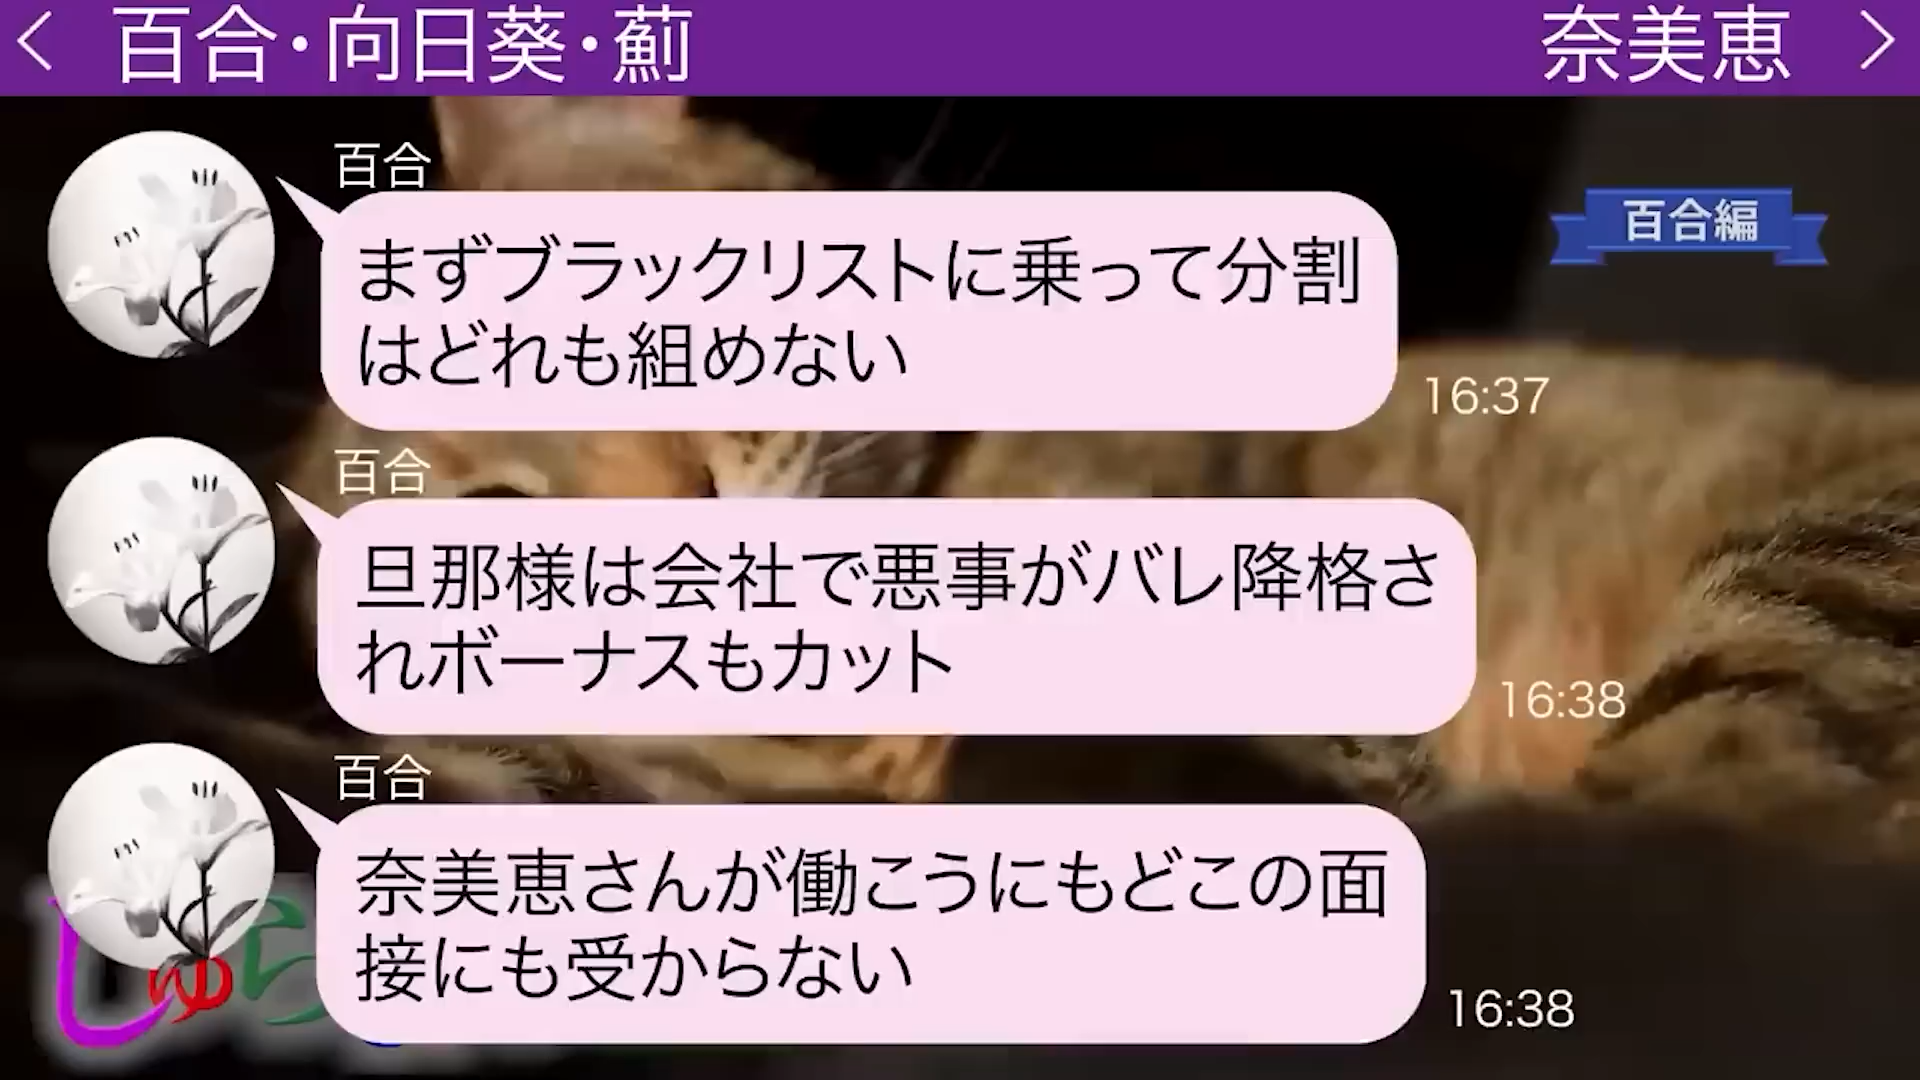 百合・向日葵・薊
奈美恵
百合
百合編
まずブラックリストに乗って分割
はどれも組めない
16:37
百合
旦那様は会社で悪事がバレ降格さ
れボーナスもカット
16:38
百合
奈美恵さんが働こうにもどこの面
接にも受からない
16:38
しゅら